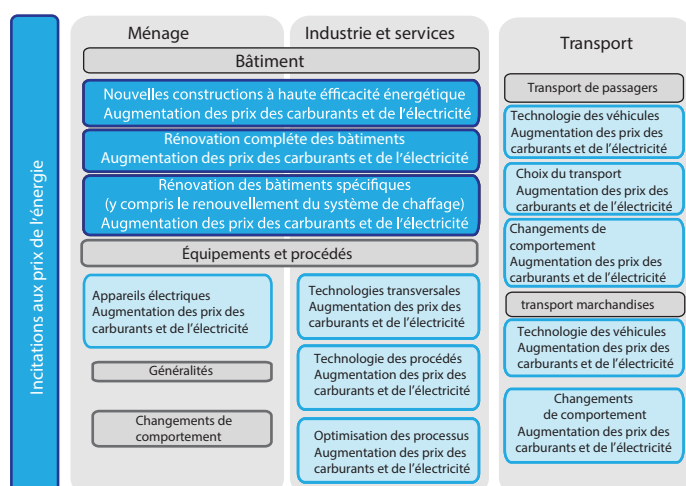 Incitations aux prix de l'énergie
Ménage
Industrie et services
Bâtiment
Nouvelles constructions à haute éfficacité énergétique
Augmentation des prix des carburants et de l'électricité
Rénovation compléte des bàtiments
Augmentation des prix des carburants et de l'électricité
Rénovation des bàtiments spécifiques
(y compris le renouvellement du système de chaffage)
Augmentation des prix des carburants et de l'électricité
Équipements et procédés
Appareils électriques
Augmentation des prix des
carburants et de l'électricité
Généralités
Changements de
comportement
Technologies transversales
Augmentation des prix des
carburants et de l'électricité
Technologie des procédés
Augmentation des prix des
carburants et de l'électricité
Optimisation des processus
Augmentation des prix des
carburants et de l'électricité
Transport
Transport de passagers
Technologie des véhicules
Augmentation des prix des
carburants et de l'électricité
Choix du transport
Augmentation des prix des
carburants et de l'électricité
Changements de
comportement
Augmentation des prix des
carburants et de l'électricité
transport marchandises
Technologie des véhicules
Augmentation des prix des
carburants et de l'électricité
Changements
de comportement
Augmentation des prix des
carburants et de l'électricité